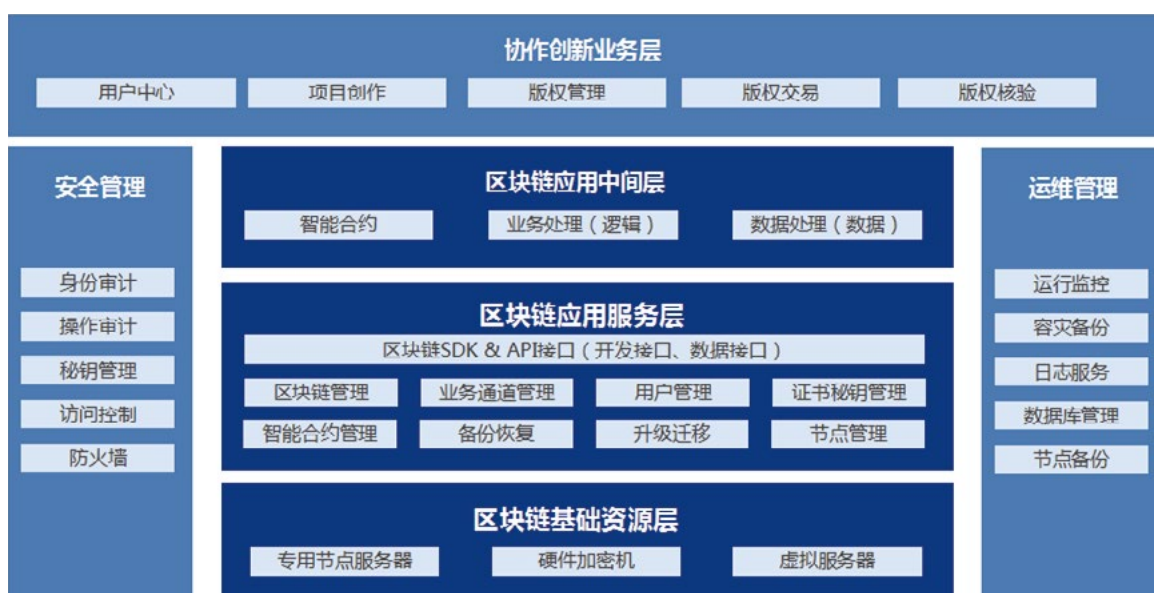 协作创新业务层
用户中心 项目创作 版权管理 版权交易 版权核验
安全管理
身份审计
操作审计
秘钥管理
访问控制
防火墙
区块链应用中间层
智能合约 业务处理（逻辑） 数据处理（数据）
区块链应用服务层
区块链SDK & API接口（开发接口、数据接口）
区块链管理 业务通道管理 用户管理 证书秘钥管理
智能合约管理 备份恢复 升级迁移 节点管理
区块链基础资源层
专用节点服务器 硬件加密机 虚拟服务器
运维管理
运行监控
容灾备份
日志服务
数据库管理
节点备份